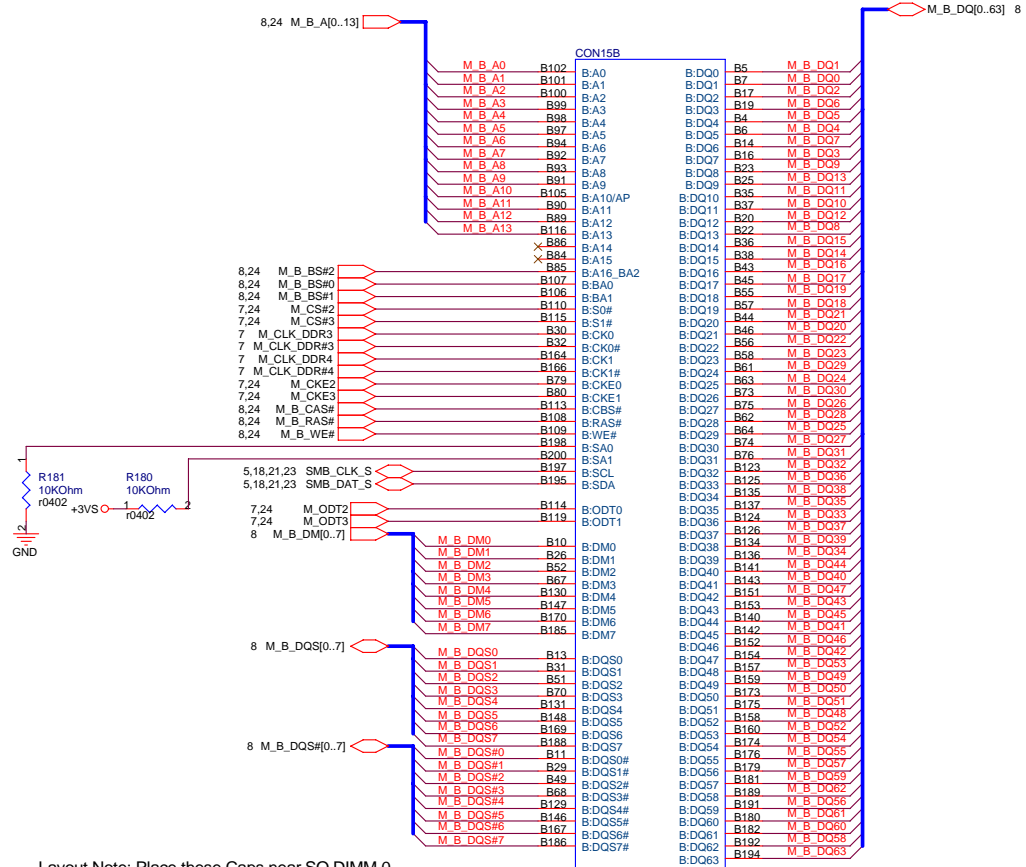 8,24 M_B_A[0..13]
M_B_DQ[0..63] 8
CON15B
M_B_A0 B102 B:A0
M_B_A1 B101 B:A1
M_B_A2 B100 B:A2
M_B_A3 B99 B:A3
M_B_A4 B98 B:A4
M_B_A5 B97 B:A5
M_B_A6 B94 B:A6
M_B_A7 B92 B:A7
M_B_A8 B93 B:A8
M_B_A9 B91 B:A9
M_B_A10 B105 B:A10/AP
M_B_A11 B90 B:A11
M_B_A12 B89 B:A12
M_B_A13 B116 B:A13
B86 B:A14
B84 B:A15
8,24 M_B_BS#2 B85 B:A16_BA2
8,24 M_B_BS#0 B107 B:BA0
8,24 M_B_BS#1 B106 B:BA1
7,24 M_CS#2 B110 B:S0#
7,24 M_CS#3 B115 B:S1#
7 M_CLK_DDR3 B30 B:CK0
7 M_CLK_DDR#3 B32 B:CK0#
7 M_CLK_DDR4 B164 B:CK1
7 M_CLK_DDR#4 B166 B:CK1#
7,24 M_CKE2 B79 B:CKE0
7,24 M_CKE3 B80 B:CKE1
8,24 M_B_CAS# B113 B:CBS#
8,24 M_B_RAS# B108 B:RAS#
8,24 M_B_WE# B109 B:WE#
B198 B:SA0
B200 B:SA1
5,18,21,23 SMB_CLK_S B197 B:SCL
5,18,21,23 SMB_DAT_S B195 B:SDA
1
R181
10KOhm
r0402
2
GND
+3VS
R180
10KOhm
1 2
r0402
7,24 M_ODT2 B114 B:ODT0
7,24 M_ODT3 B119 B:ODT1
8 M_B_DM[0..7]
M_B_DM0 B10 B:DM0
M_B_DM1 B26 B:DM1
M_B_DM2 B52 B:DM2
M_B_DM3 B67 B:DM3
M_B_DM4 B130 B:DM4
M_B_DM5 B147 B:DM5
M_B_DM6 B170 B:DM6
M_B_DM7 B185 B:DM7
8 M_B_DQS[0..7]
M_B_DQS0 B13 B:DQS0
M_B_DQS1 B31 B:DQS1
M_B_DQS2 B51 B:DQS2
M_B_DQS3 B70 B:DQS3
M_B_DQS4 B131 B:DQS4
M_B_DQS5 B148 B:DQS5
M_B_DQS6 B169 B:DQS6
M_B_DQS7 B188 B:DQS7
8 M_B_DQS#[0..7]
M_B_DQS#0 B11 B:DQS0#
M_B_DQS#1 B29 B:DQS1#
M_B_DQS#2 B49 B:DQS2#
M_B_DQS#3 B68 B:DQS3#
M_B_DQS#4 B129 B:DQS4#
M_B_DQS#5 B146 B:DQS5#
M_B_DQS#6 B167 B:DQS6#
M_B_DQS#7 B186 B:DQS7#
B:DQ0 B5 M_B_DQ1
B:DQ1 B7 M_B_DQ0
B:DQ2 B17 M_B_DQ2
B:DQ3 B19 M_B_DQ6
B:DQ4 B4 M_B_DQ5
B:DQ5 B6 M_B_DQ4
B:DQ6 B14 M_B_DQ7
B:DQ7 B16 M_B_DQ3
B:DQ8 B23 M_B_DQ9
B:DQ9 B25 M_B_DQ13
B:DQ10 B35 M_B_DQ11
B:DQ11 B37 M_B_DQ10
B:DQ12 B20 M_B_DQ12
B:DQ13 B22 M_B_DQ8
B:DQ14 B36 M_B_DQ15
B:DQ15 B38 M_B_DQ14
B:DQ16 B43 M_B_DQ16
B:DQ17 B45 M_B_DQ17
B:DQ18 B55 M_B_DQ19
B:DQ19 B57 M_B_DQ18
B:DQ20 B44 M_B_DQ21
B:DQ21 B46 M_B_DQ20
B:DQ22 B56 M_B_DQ22
B:DQ23 B58 M_B_DQ23
B:DQ24 B61 M_B_DQ29
B:DQ25 B63 M_B_DQ24
B:DQ26 B73 M_B_DQ30
B:DQ27 B75 M_B_DQ26
B:DQ28 B62 M_B_DQ28
B:DQ29 B64 M_B_DQ25
B:DQ30 B74 M_B_DQ27
B:DQ31 B76 M_B_DQ31
B:DQ32 B123 M_B_DQ32
B:DQ33 B125 M_B_DQ36
B:DQ34 B135 M_B_DQ38
B:DQ35 B137 M_B_DQ35
B:DQ36 B124 M_B_DQ33
B:DQ37 B126 M_B_DQ37
B:DQ38 B134 M_B_DQ39
B:DQ39 B136 M_B_DQ34
B:DQ40 B141 M_B_DQ44
B:DQ41 B143 M_B_DQ40
B:DQ42 B151 M_B_DQ47
B:DQ43 B153 M_B_DQ43
B:DQ44 B140 M_B_DQ45
B:DQ45 B142 M_B_DQ41
B:DQ46 B152 M_B_DQ46
B:DQ47 B154 M_B_DQ42
B:DQ48 B157 M_B_DQ53
B:DQ49 B159 M_B_DQ49
B:DQ50 B173 M_B_DQ50
B:DQ51 B175 M_B_DQ51
B:DQ52 B158 M_B_DQ48
B:DQ53 B160 M_B_DQ52
B:DQ54 B174 M_B_DQ54
B:DQ55 B176 M_B_DQ55
B:DQ56 B179 M_B_DQ57
B:DQ57 B181 M_B_DQ59
B:DQ58 B189 M_B_DQ62
B:DQ59 B191 M_B_DQ56
B:DQ60 B180 M_B_DQ61
B:DQ61 B182 M_B_DQ60
B:DQ62 B192 M_B_DQ58
B:DQ63 B194 M_B_DQ63
Layout Note: Place these Caps near SO DIMM 0